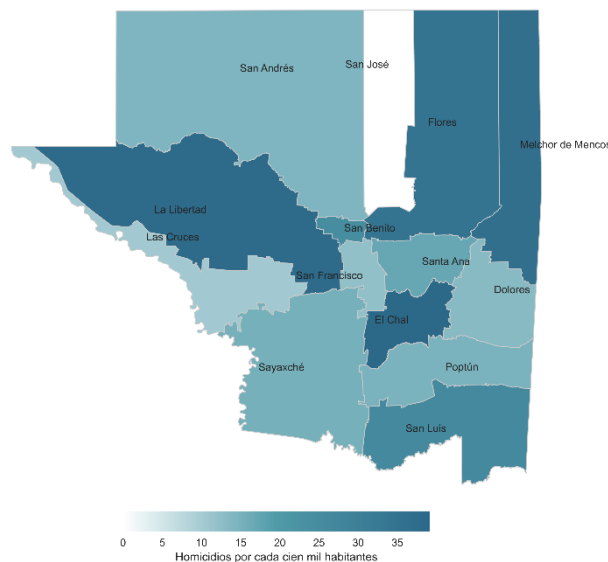 San José
San Andrés
Flores
Melchor de Mencos
La Libertad
San Benito
Las Cruces
Santa Ana
San Francisco
Dolores
El Chal
Sayaxché
Poptún
San Luis
0 5 10 15 20 25 30 35
Homicidios por cada cien mil habitantes